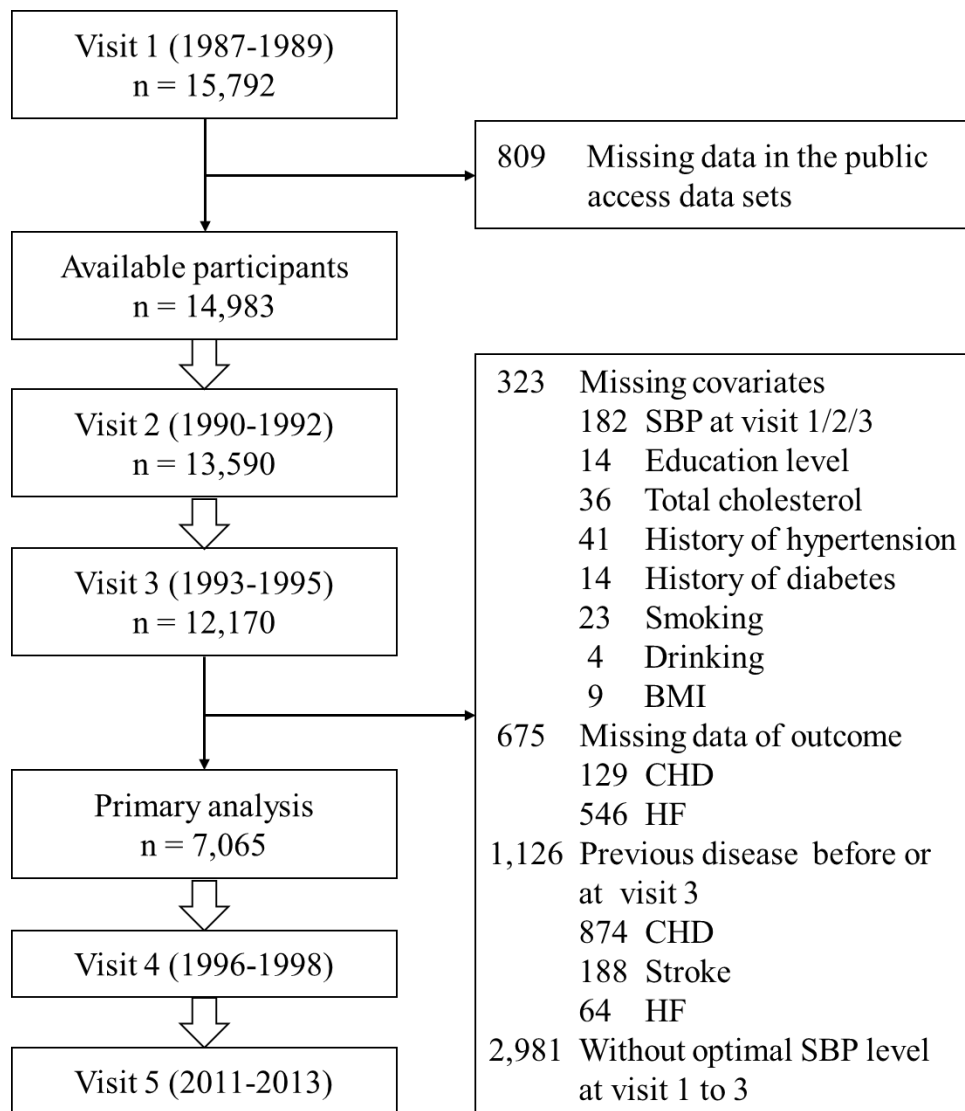 Visit 1 (1987-1989)
n = 15,792
809 Missing data in the public
access data sets
Available participants
n = 14,983
Visit 2 (1990-1992)
n = 13,590
Visit 3 (1993-1995)
n = 12,170
323 Missing covariates
182 SBP at visit 1/2/3
14 Education level
36 Total cholesterol
41 History of hypertension
14 History of diabetes
23 Smoking
4 Drinking
9 BMI
675 Missing data of outcome
129 CHD
546 HF
1,126 Previous disease before or
at visit 3
874 CHD
188 Stroke
64 HF
2,981 Without optimal SBP level
at visit 1 to 3
Primary analysis
n = 7,065
Visit 4 (1996-1998)
Visit 5 (2011-2013)